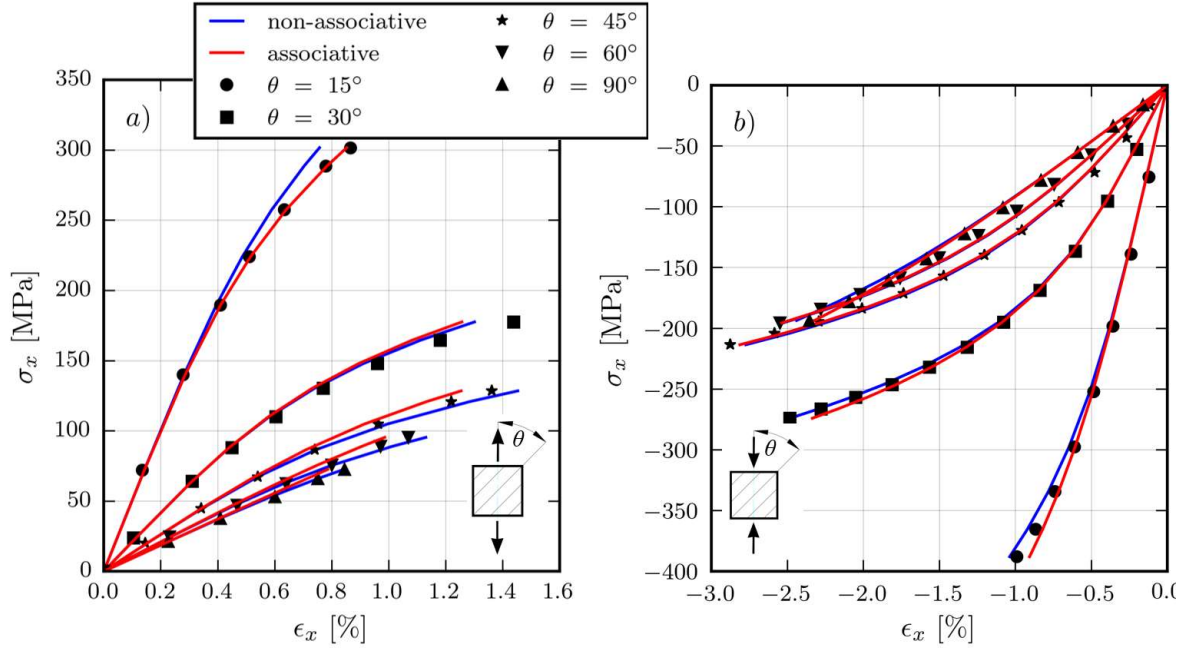 non-associative
associative
θ = 15°
θ = 30°
θ = 45°
θ = 60°
θ = 90°
a)
350
300
250
200
150
100
50
0
0.0 0.2 0.4 0.6 0.8 1.0 1.2 1.4 1.6
σx [MPa]
ϵx [%]
θ
b)
0
−50
−100
−150
−200
−250
−300
−350
−400
−3.0 −2.5 −2.0 −1.5 −1.0 −0.5 0.0
σx [MPa]
ϵx [%]
θ